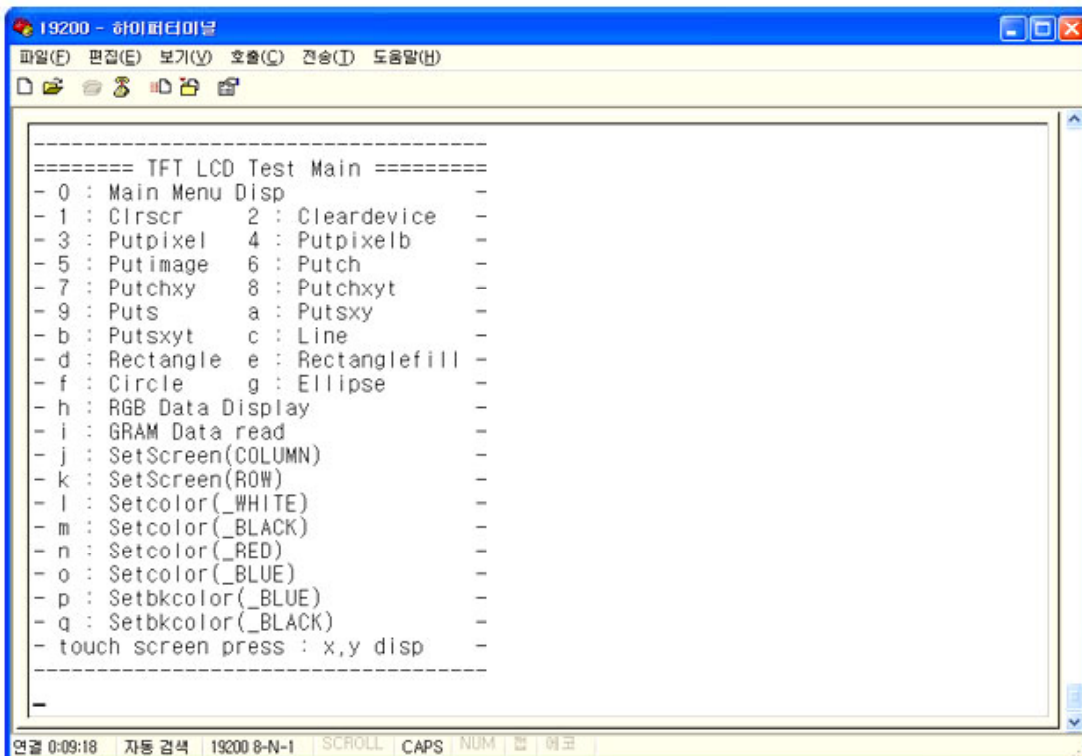 19200 - 하이퍼터미널
파일(F) 편집(E) 보기(V) 호출(C) 전송(T) 도움말(H)
-------------------------------------
======== TFT LCD Test Main =========
- 0 : Main Menu Disp -
- 1 : Clrscr 2 : Cleardevice -
- 3 : Putpixel 4 : Putpixelb -
- 5 : Putimage 6 : Putch -
- 7 : Putchxy 8 : Putchxyt -
- 9 : Puts a : Putsxy -
- b : Putsxyt c : Line -
- d : Rectangle e : Rectanglefill -
- f : Circle g : Ellipse -
- h : RGB Data Display -
- i : GRAM Data read -
- j : SetScreen(COLUMN) -
- k : SetScreen(ROW) -
- l : Setcolor(_WHITE) -
- m : Setcolor(_BLACK) -
- n : Setcolor(_RED) -
- o : Setcolor(_BLUE) -
- p : Setbkcolor(_BLUE) -
- q : Setbkcolor(_BLACK) -
- touch screen press : x,y disp -
-------------------------------------
_
연결 0:09:18 자동 검색 19200 8-N-1 SCROLL CAPS NUM 캡 에코